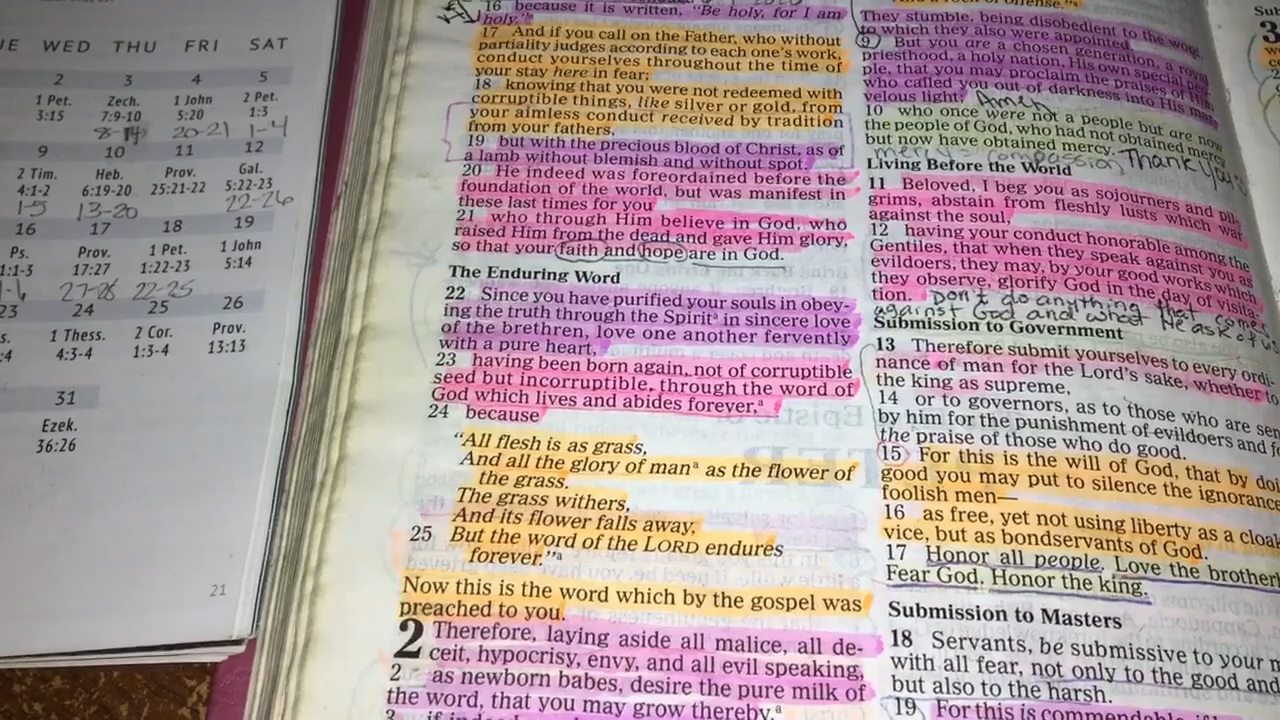 UE WED THU FRI SAT
2 3 4 5
1 Pet. Zech. 1 John 2 Pet.
3:15 7:9-10 5:20 1:3
20-21 1-4
9 10 11 12
2 Tim. Heb. Prov. Gal.
4:1-2 6:19-20 25:21-22 5:22-23
1-5 13-20 22-26
16 17 18 19
Ps. Prov. 1 Pet. 1 John
1:1-3 17:27 1:22-23 5:14
27-28 22-25
23 24 25 26
s. 1 Thess. 2 Cor. Prov.
:4 4:3-4 1:3-4 13:13
31
Ezek.
36:26
21
16 because it is written, "Be holy, for I am
holy."
17 And if you call on the Father, who without
partiality judges according to each one's work,
conduct yourselves throughout the time of
your stay here in fear;
18 knowing that you were not redeemed with
corruptible things, like silver or gold, from
your aimless conduct received by tradition
from your fathers,
19 but with the precious blood of Christ, as of
a lamb without blemish and without spot.
20 He indeed was foreordained before the
foundation of the world, but was manifest in
these last times for you
21 who through Him believe in God, who
raised Him from the dead and gave Him glory,
so that your faith and hope are in God.
The Enduring Word
22 Since you have purified your souls in obey-
ing the truth through the Spiritª in sincere love
of the brethren, love one another fervently
with a pure heart,
23 having been born again, not of corruptible
seed but incorruptible, through the word of
God which lives and abides forever,ª
24 because
"All flesh is as grass,
And all the glory of manª as the flower of
the grass.
The grass withers,
And its flower falls away,
25 But the word of the LORD endures
forever."ª
Now this is the word which by the gospel was
preached to you.
2 Therefore, laying aside all malice, all de-
ceit, hypocrisy, envy, and all evil speaking,
2 as newborn babes, desire the pure milk of
the word, that you may grow thereby,ª
3 if indeed
And a rock of offense."ª
They stumble, being disobedient to the word,
to which they also were appointed.
9 But you are a chosen generation, a royal
priesthood, a holy nation, His own special peo-
ple, that you may proclaim the praises of Him
who called you out of darkness into His mar-
velous light; Amen
10 who once were not a people but are now
the people of God, who had not obtained mercy
but now have obtained mercy.
mercy - compassion, Thank you
Living Before the World
11 Beloved, I beg you as sojourners and pil-
grims, abstain from fleshly lusts which war
against the soul,
12 having your conduct honorable among the
Gentiles, that when they speak against you as
evildoers, they may, by your good works which
they observe, glorify God in the day of visita-
tion. Don't do anything that comes
against God and what He ask of us
Submission to Government
13 Therefore submit yourselves to every ordi-
nance of man for the Lord's sake, whether to
the king as supreme,
14 or to governors, as to those who are sent
by him for the punishment of evildoers and
the praise of those who do good.
15 For this is the will of God, that by doi
good you may put to silence the ignorance
foolish men—
16 as free, yet not using liberty as a cloak
vice, but as bondservants of God.
17 Honor all people. Love the brotherh
Fear God. Honor the king.
Submission to Masters
18 Servants, be submissive to your m
with all fear, not only to the good and
but also to the harsh.
19 For this is commendable
3